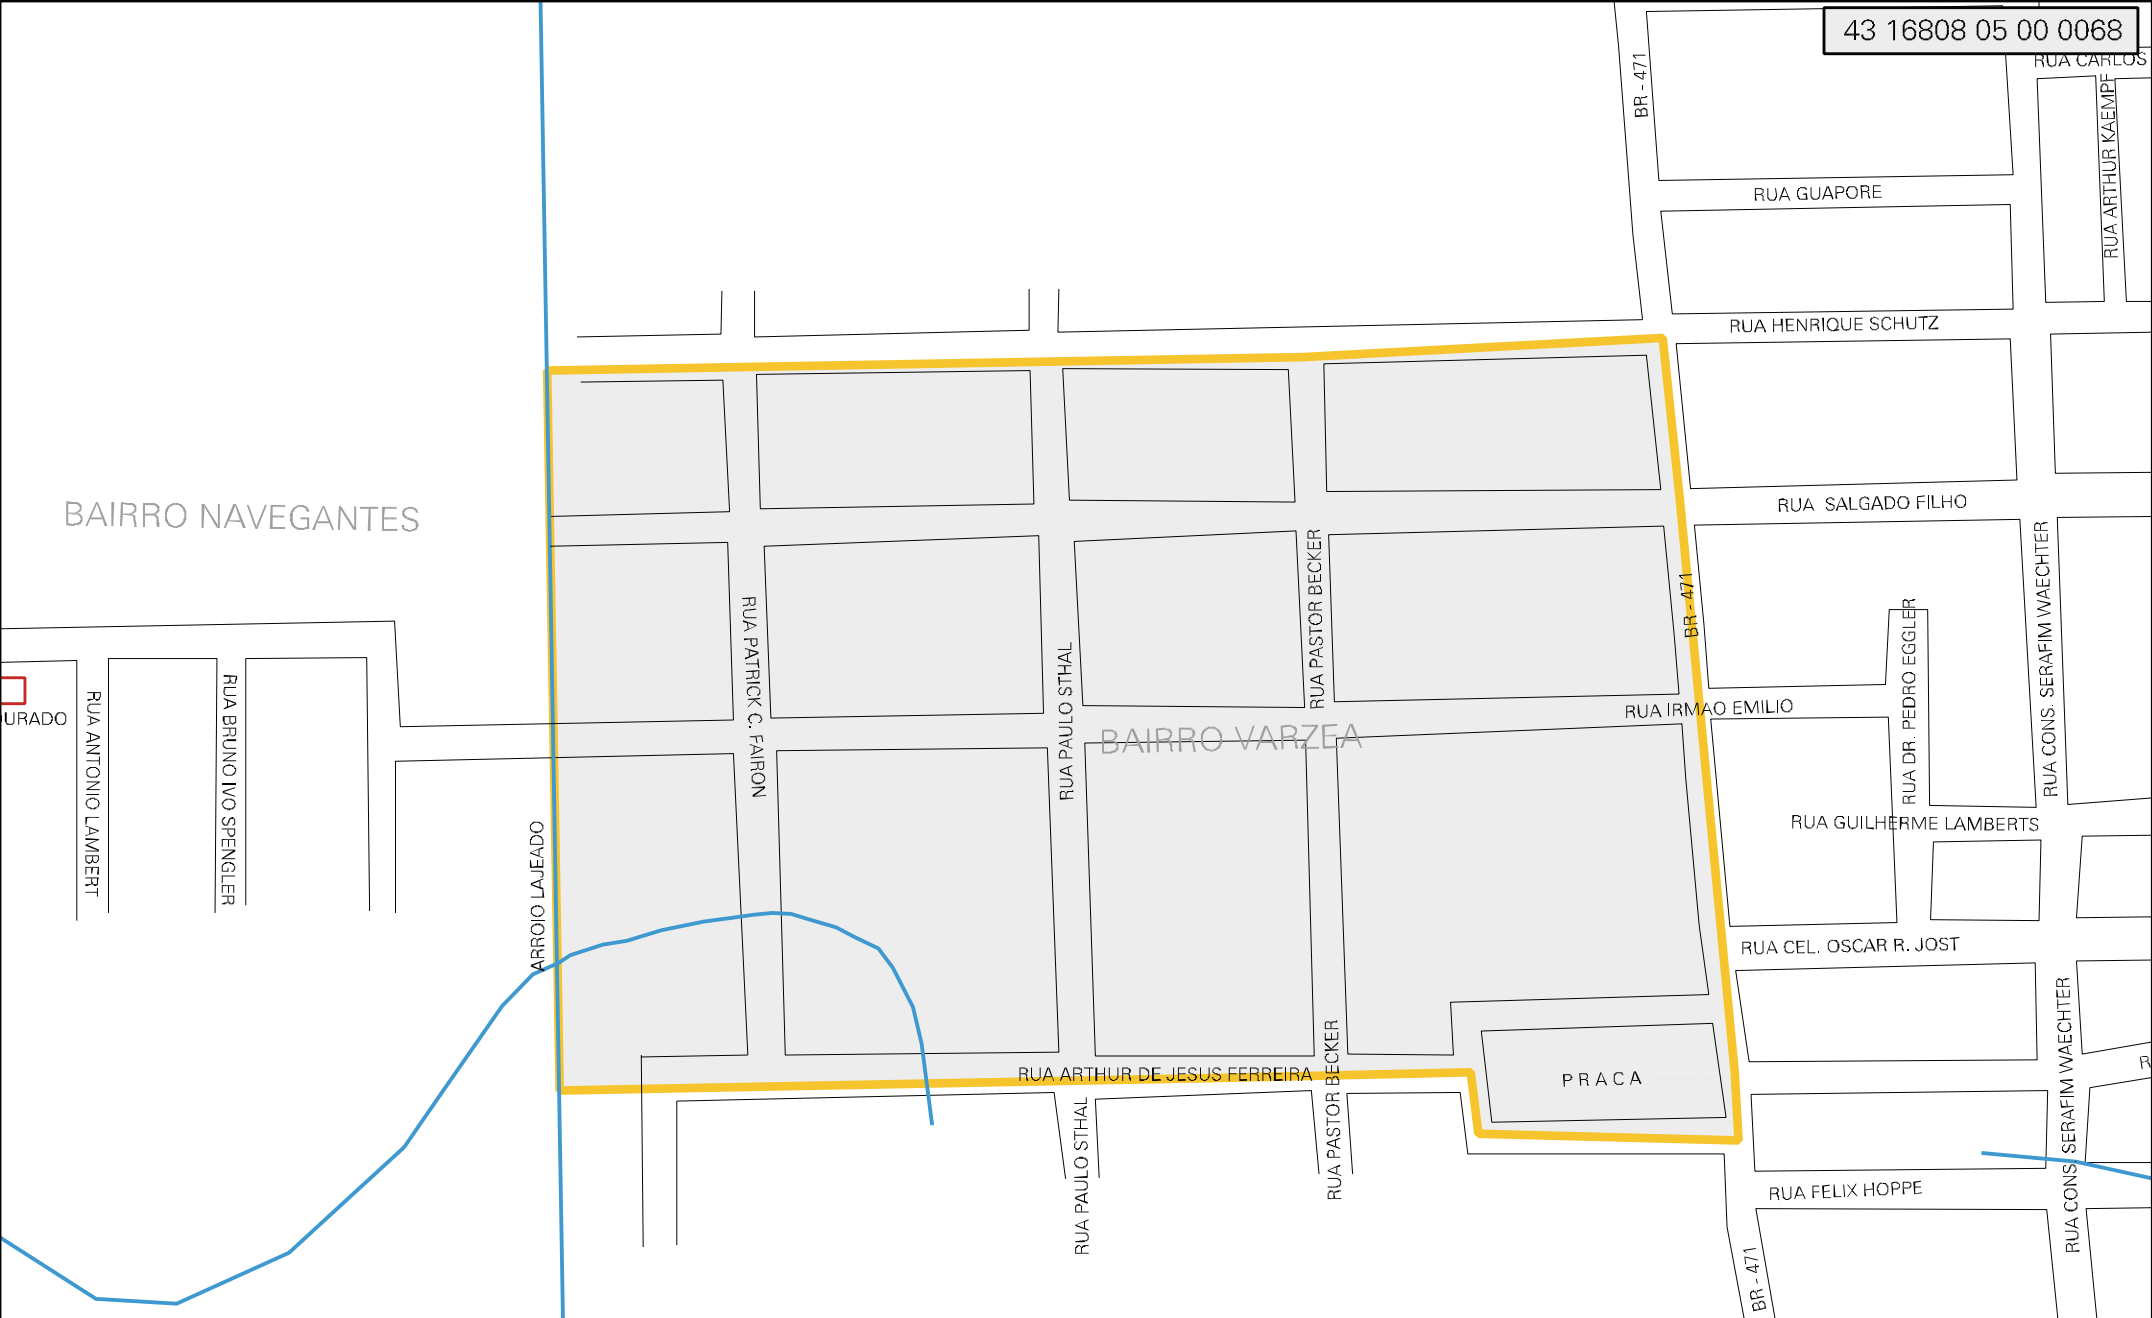 43 16808 05 00 0068
RUA CARLOS
BR - 471
RUA ARTHUR KAEMPF
RUA GUAPORE
RUA HENRIQUE SCHUTZ
BAIRRO NAVEGANTES
RUA SALGADO FILHO
RUA CONS. SERAFIM WAECHTER
RUA PASTOR BECKER
BR - 471
RUA PATRICK C. FAIRON
RUA DR. PEDRO EGGLER
RUA PAULO STHAL
RUA IRMAO EMILIO
URADO
RUA ANTONIO LAMBERT
RUA BRUNO IVO SPENGLER
BAIRRO VARZEA
RUA GUILHERME LAMBERTS
ARROIO LAJEADO
RUA CEL. OSCAR R. JOST
RUA CONS. SERAFIM WAECHTER
RUA ARTHUR DE JESUS FERREIRA
RUA PASTOR BECKER
PRACA
R
RUA PAULO STHAL
RUA FELIX HOPPE
BR - 471